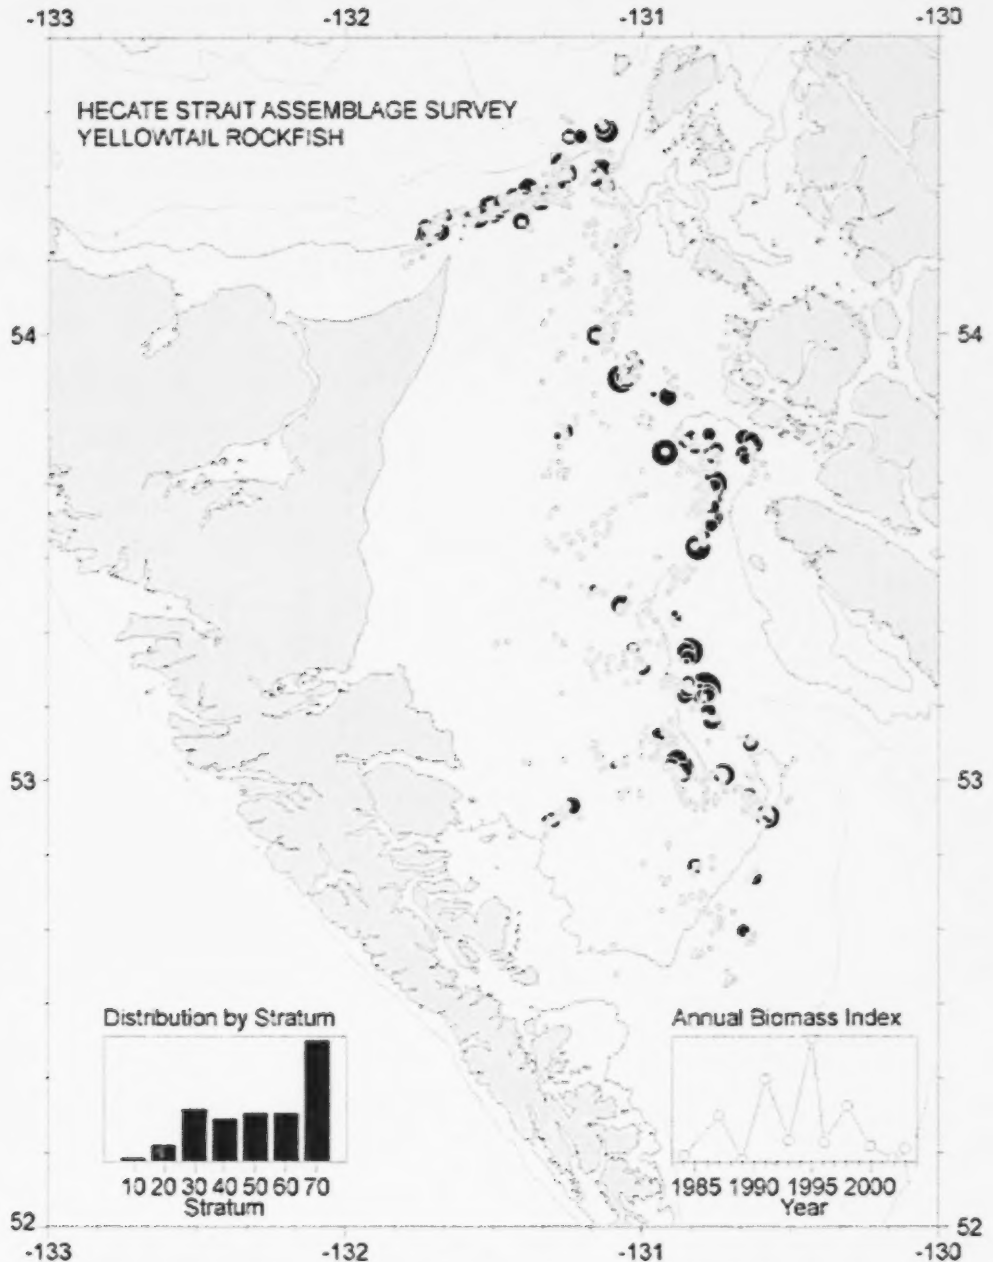 -133 -132 -131 -130
HECATE STRAIT ASSEMBLAGE SURVEY
YELLOWTAIL ROCKFISH
54 54
53 53
Distribution by Stratum
10 20 30 40 50 60 70
Stratum
Annual Biomass Index
1985 1990 1995 2000
Year
52 52
-133 -132 -131 -130